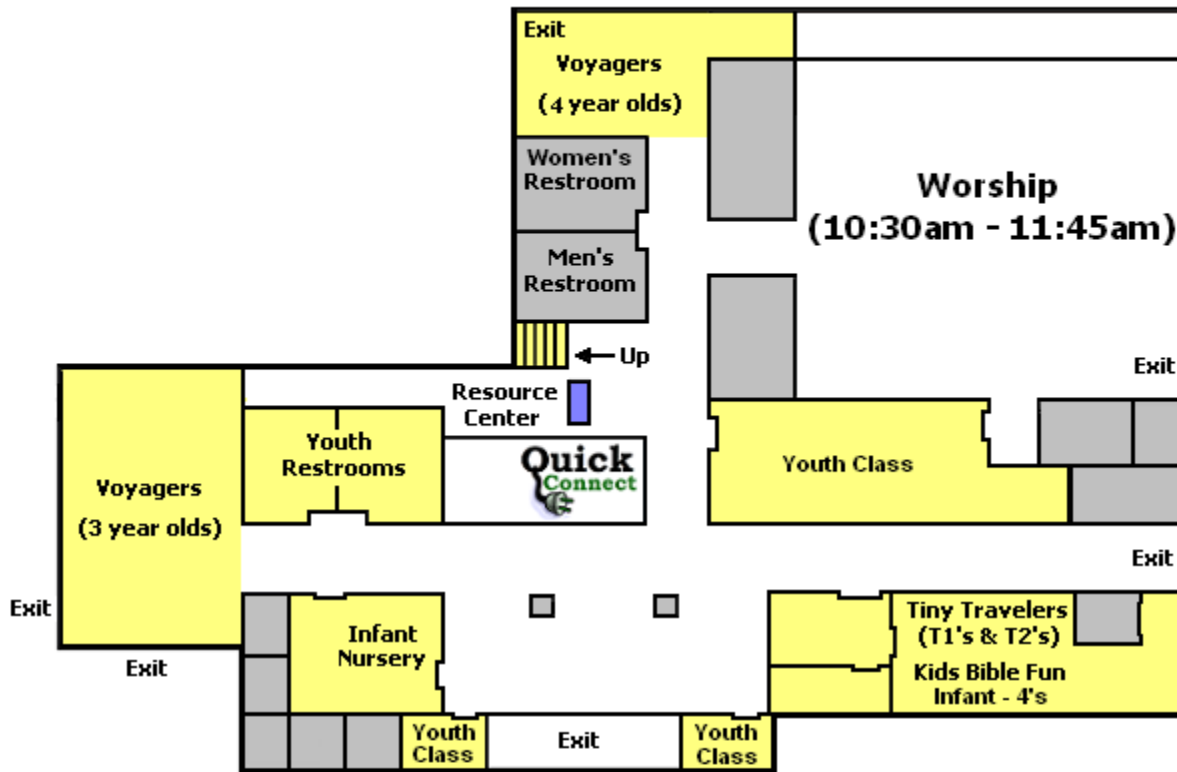 Exit
Voyagers
(4 year olds)
Women's
Restroom
Worship
(10:30am - 11:45am)
Men's
Restroom
Up
Exit
Resource
Center
Youth
Restrooms
Quick
Connect
Youth Class
Voyagers
(3 year olds)
Exit
Exit
Exit
Infant
Nursery
Tiny Travelers
(T1's & T2's)
Kids Bible Fun
Infant - 4's
Youth
Class
Exit
Youth
Class